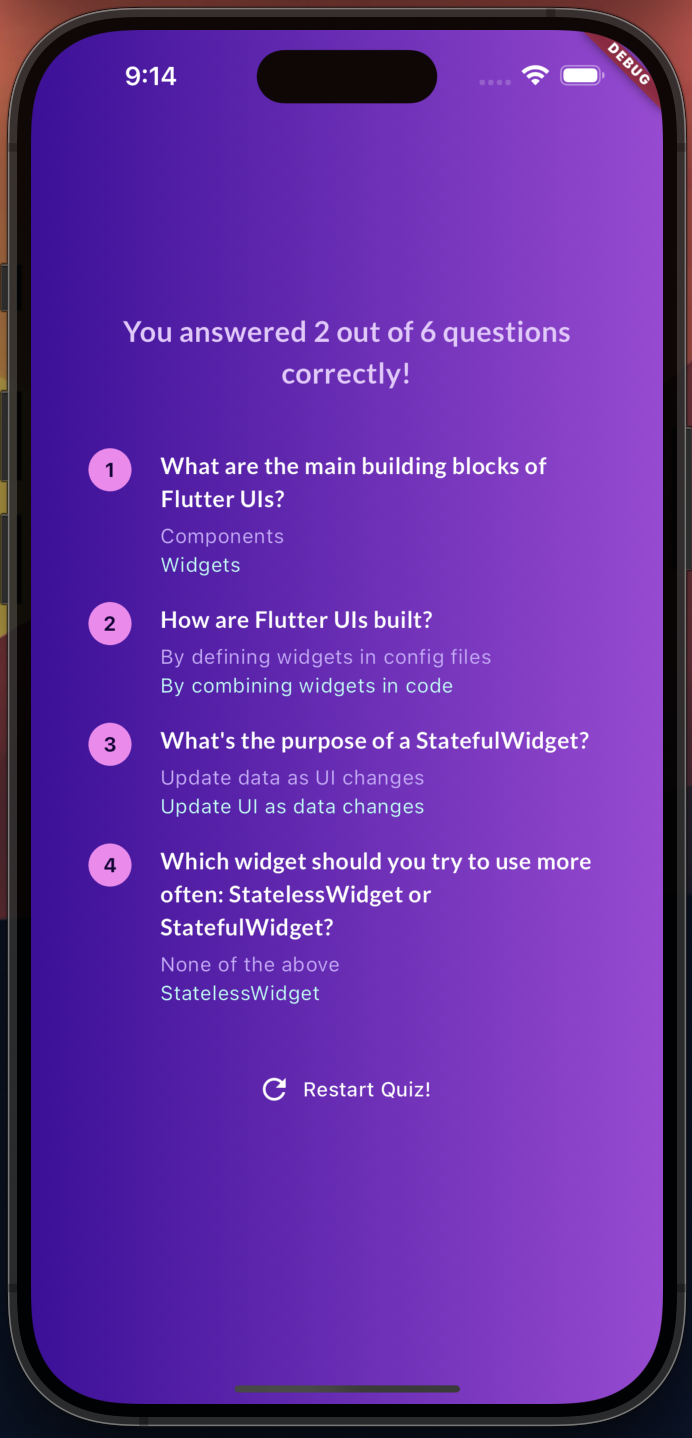 9:14
DEBUG
You answered 2 out of 6 questions
correctly!
1
What are the main building blocks of
Flutter UIs?
Components
Widgets
2
How are Flutter UIs built?
By defining widgets in config files
By combining widgets in code
3
What's the purpose of a StatefulWidget?
Update data as UI changes
Update UI as data changes
4
Which widget should you try to use more
often: StatelessWidget or
StatefulWidget?
None of the above
StatelessWidget
Restart Quiz!